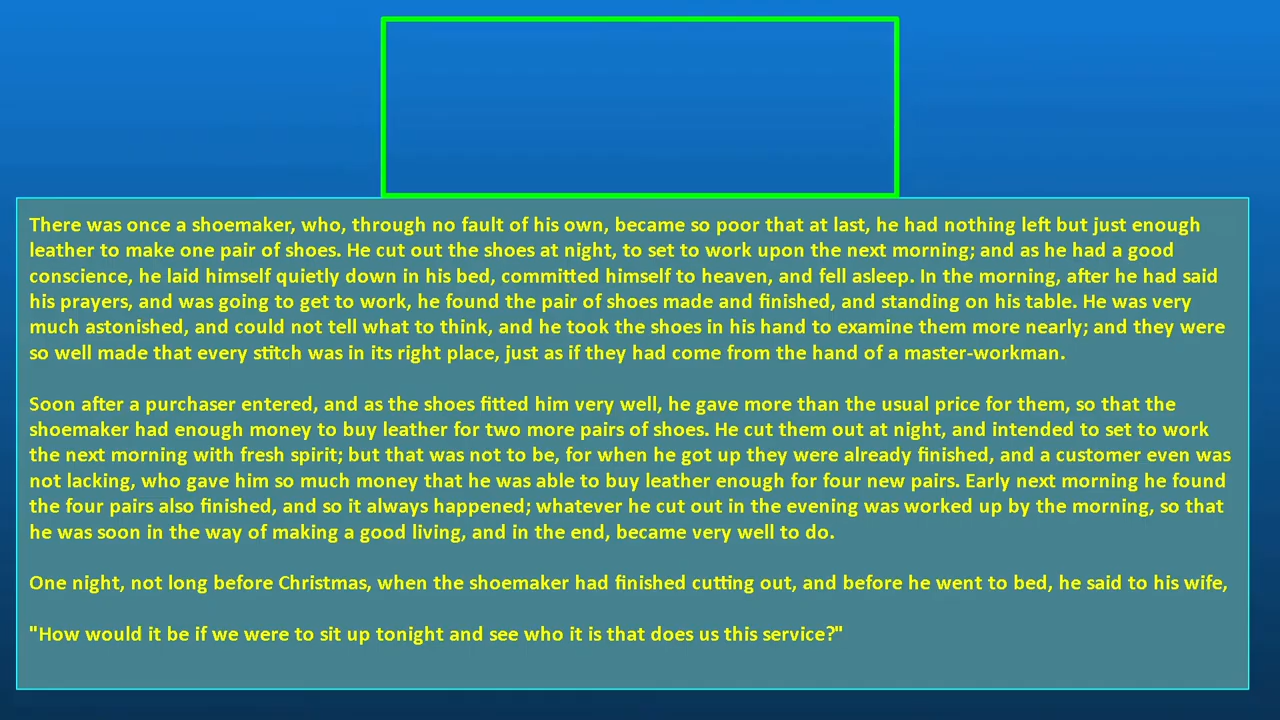 There was once a shoemaker, who, through no fault of his own, became so poor that at last, he had nothing left but just enough
leather to make one pair of shoes. He cut out the shoes at night, to set to work upon the next morning; and as he had a good
conscience, he laid himself quietly down in his bed, committed himself to heaven, and fell asleep. In the morning, after he had said
his prayers, and was going to get to work, he found the pair of shoes made and finished, and standing on his table. He was very
much astonished, and could not tell what to think, and he took the shoes in his hand to examine them more nearly; and they were
so well made that every stitch was in its right place, just as if they had come from the hand of a master-workman.
Soon after a purchaser entered, and as the shoes fitted him very well, he gave more than the usual price for them, so that the
shoemaker had enough money to buy leather for two more pairs of shoes. He cut them out at night, and intended to set to work
the next morning with fresh spirit; but that was not to be, for when he got up they were already finished, and a customer even was
not lacking, who gave him so much money that he was able to buy leather enough for four new pairs. Early next morning he found
the four pairs also finished, and so it always happened; whatever he cut out in the evening was worked up by the morning, so that
he was soon in the way of making a good living, and in the end, became very well to do.
One night, not long before Christmas, when the shoemaker had finished cutting out, and before he went to bed, he said to his wife,
"How would it be if we were to sit up tonight and see who it is that does us this service?"